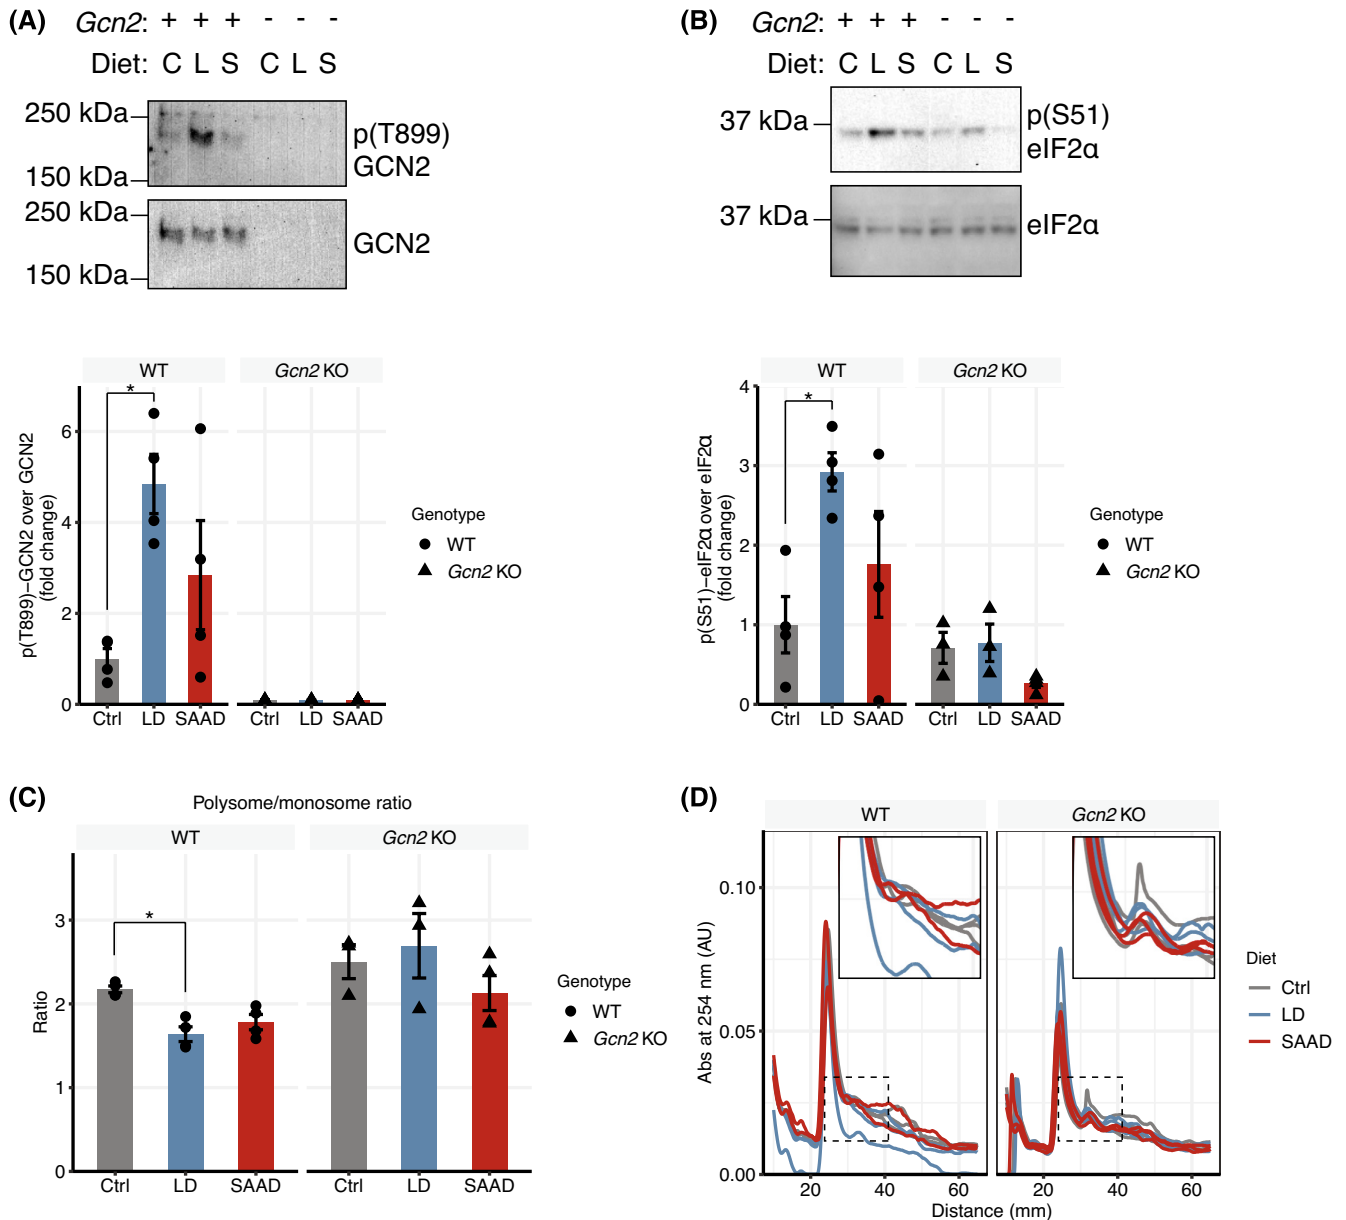 (A)
Gcn2: + + + - - -
Diet: C L S C L S
250 kDa
p(T899)
GCN2
150 kDa
250 kDa
GCN2
150 kDa
WT
Gcn2 KO
*
p(T899)−GCN2 over GCN2
(fold change)
6
4
2
0
Ctrl LD SAAD Ctrl LD SAAD
Genotype
WT
Gcn2 KO
(B)
Gcn2: + + + - - -
Diet: C L S C L S
37 kDa
p(S51)
eIF2α
37 kDa
eIF2α
WT
Gcn2 KO
*
p(S51)−eIF2α over eIF2α
(fold change)
4
3
2
1
0
Ctrl LD SAAD Ctrl LD SAAD
Genotype
WT
Gcn2 KO
(C)
Polysome/monosome ratio
WT
Gcn2 KO
*
Ratio
3
2
1
0
Ctrl LD SAAD Ctrl LD SAAD
Genotype
WT
Gcn2 KO
(D)
WT
Gcn2 KO
Abs at 254 nm (AU)
0.10
0.05
0.00
20 40 60 20 40 60
Distance (mm)
Diet
Ctrl
LD
SAAD